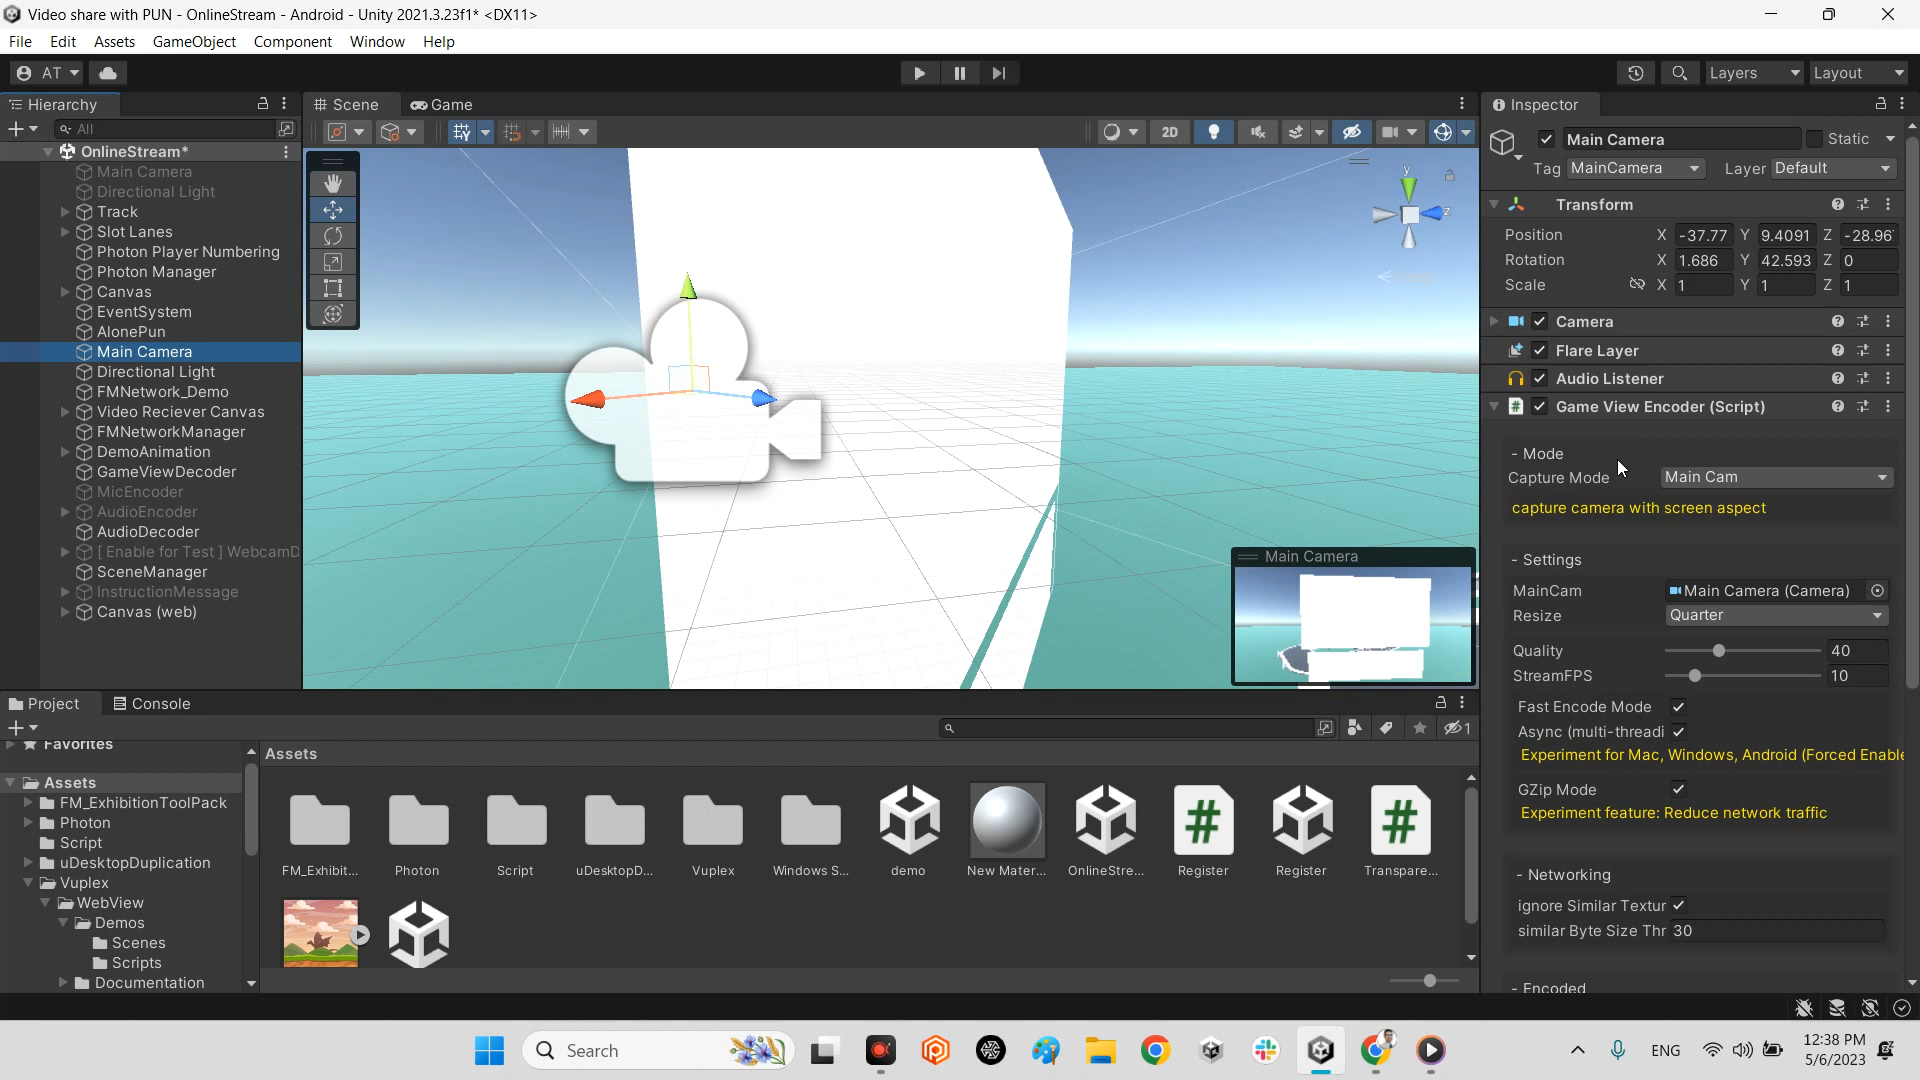 Video share with PUN - OnlineStream - Android - Unity 2021.3.23f1* <DX11>
File Edit Assets GameObject Component Window Help
AT Layers Layout
Hierarchy
All
OnlineStream*
Main Camera
Directional Light
Track
Slot Lanes
Photon Player Numbering
Photon Manager
Canvas
EventSystem
AlonePun
Main Camera
Directional Light
FMNetwork_Demo
Video Reciever Canvas
FMNetworkManager
DemoAnimation
GameViewDecoder
MicEncoder
AudioEncoder
AudioDecoder
[ Enable for Test ] WebcamD
SceneManager
InstructionMessage
Canvas (web)
Scene Game
2D
y
z
Main Camera
Inspector
Main Camera Static
Tag MainCamera Layer Default
Transform
Position X -37.77 Y 9.4091 Z -28.96
Rotation X 1.686 Y 42.593 Z 0
Scale X 1 Y 1 Z 1
Camera
Flare Layer
Audio Listener
Game View Encoder (Script)
- Mode
Capture Mode Main Cam
capture camera with screen aspect
- Settings
MainCam Main Camera (Camera)
Resize Quarter
Quality 40
StreamFPS 10
Fast Encode Mode
Async (multi-threadi
Experiment for Mac, Windows, Android (Forced Enable
GZip Mode
Experiment feature: Reduce network traffic
- Networking
ignore Similar Textur
similar Byte Size Thr 30
- Encoded
Project Console
1
Favorites
Assets
FM_ExhibitionToolPack
Photon
Script
uDesktopDuplication
Vuplex
WebView
Demos
Scenes
Scripts
Documentation
Assets
FM_Exhibit... Photon Script uDesktopD... Vuplex Windows S... demo New Mater... OnlineStre... Register Register Transpare...
Search
ENG
12:38 PM
5/6/2023